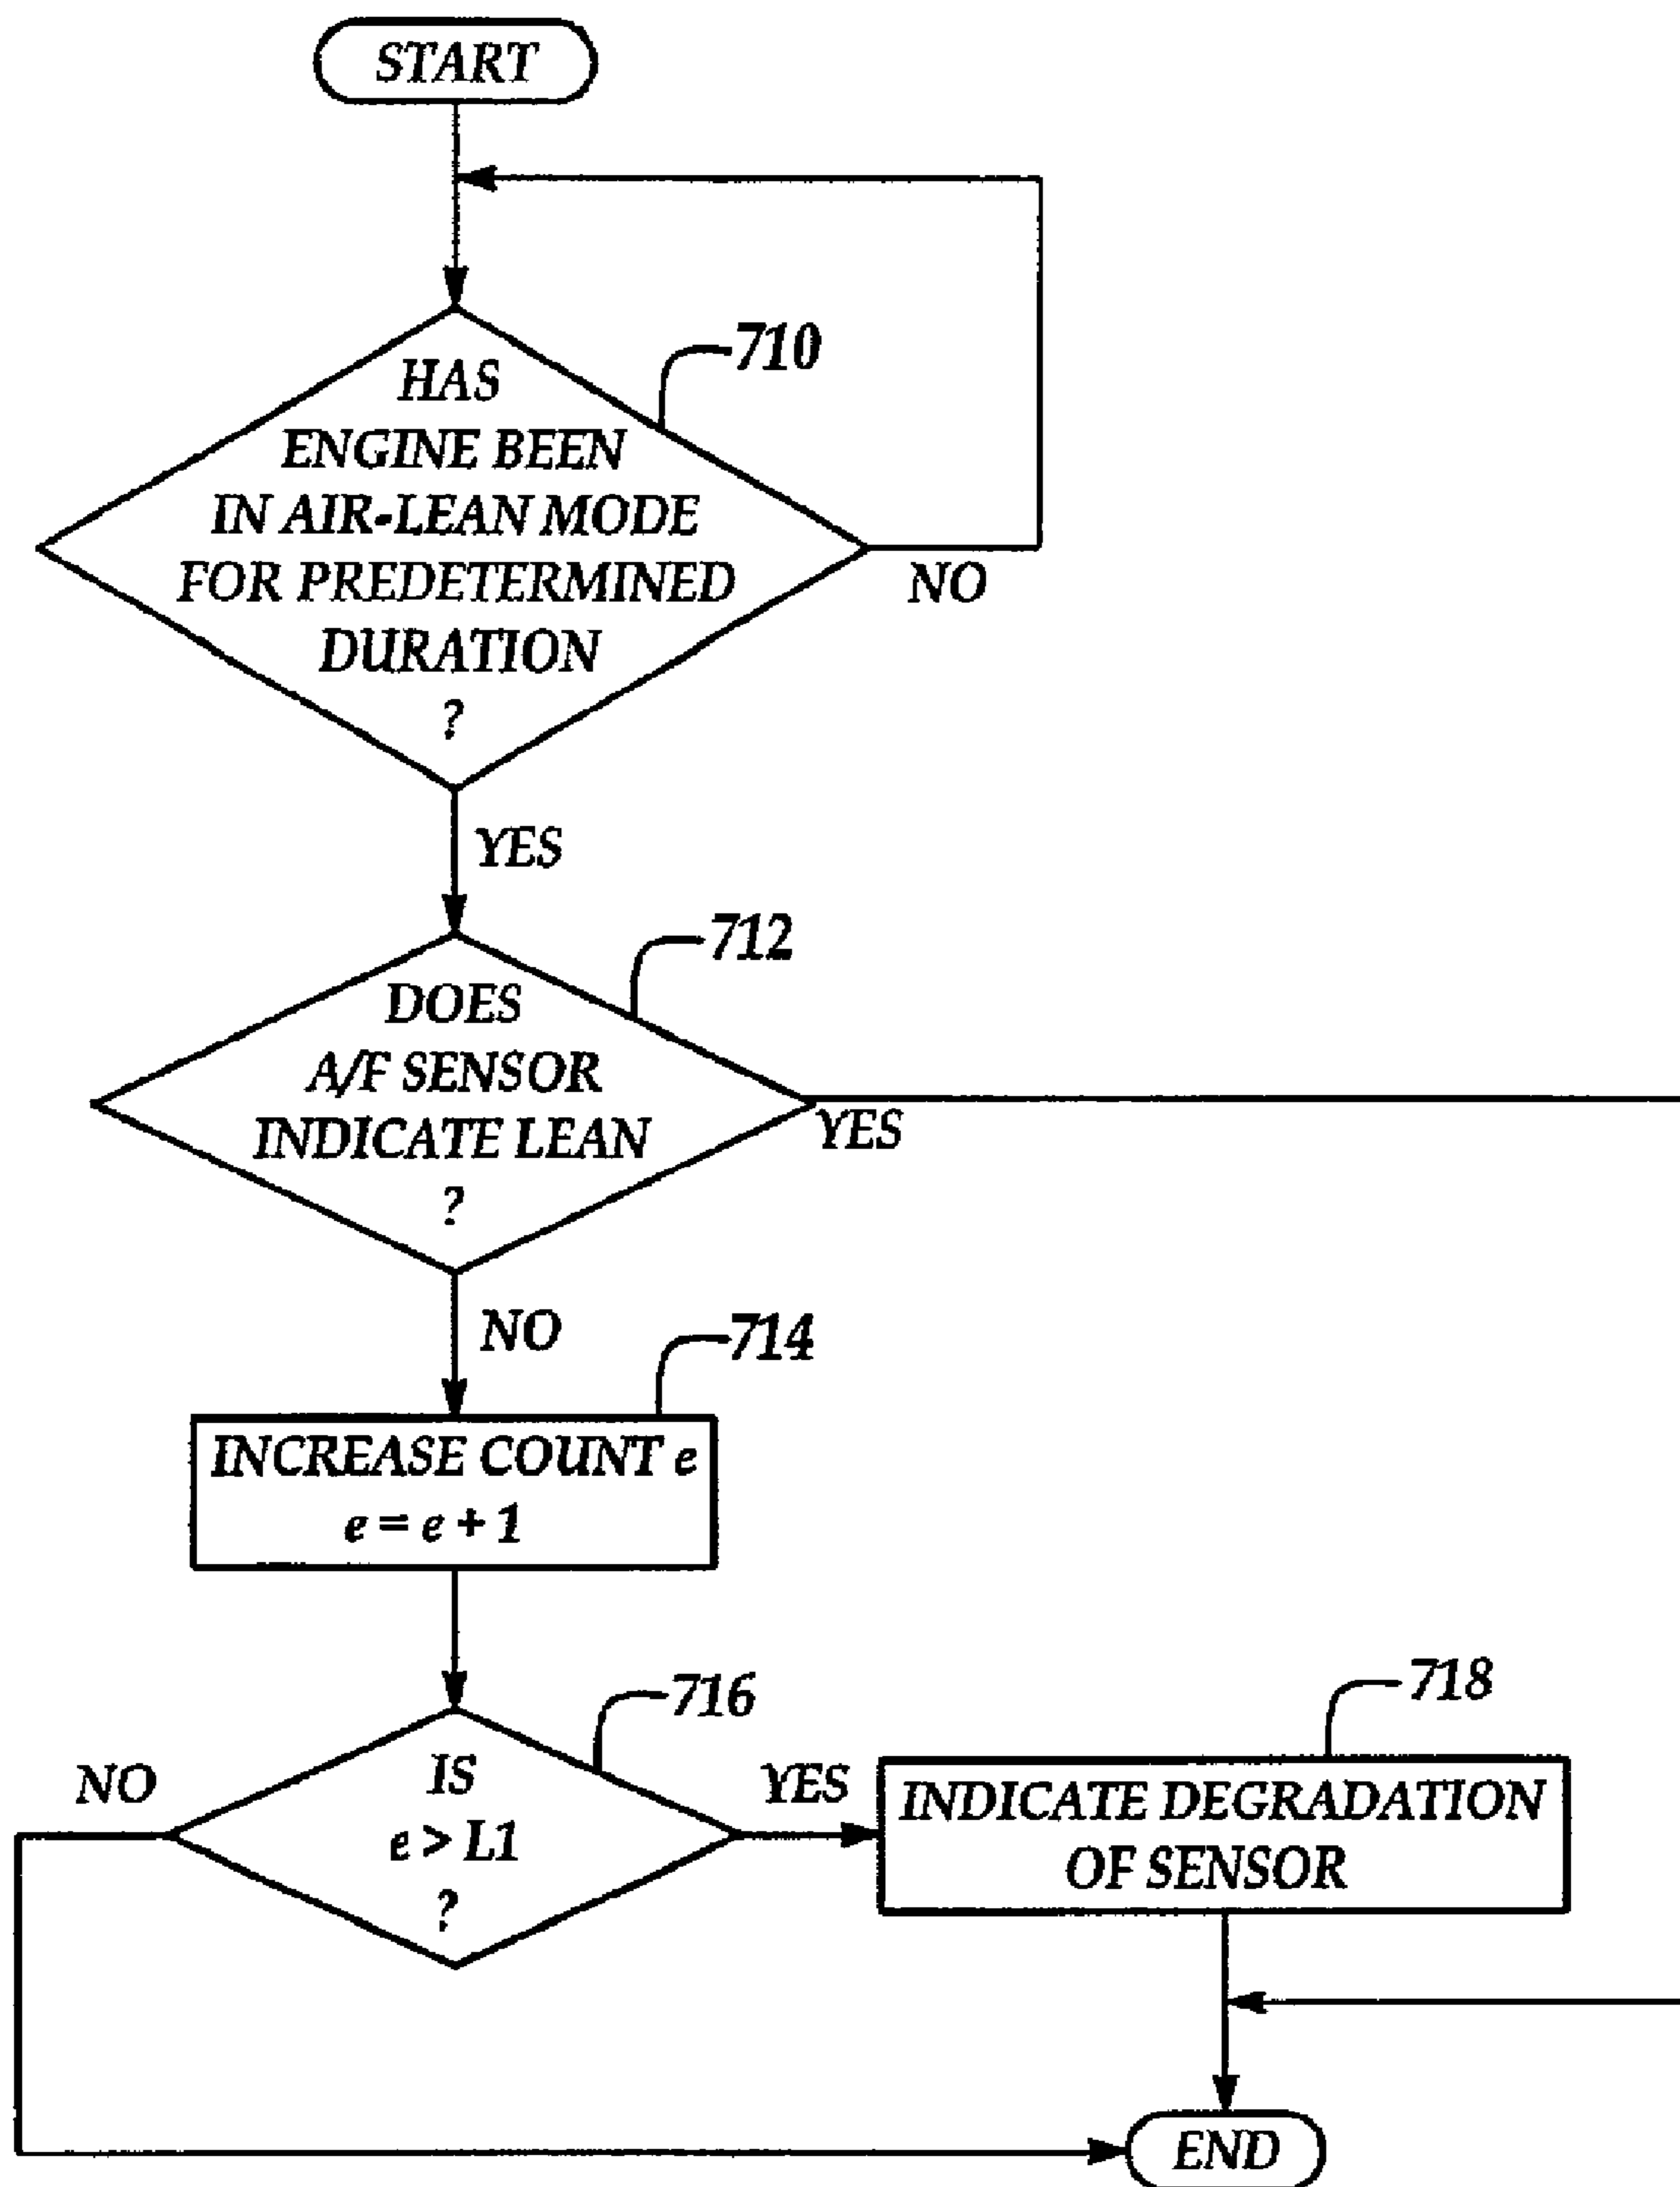 START
710
HAS
ENGINE BEEN
IN AIR-LEAN MODE
FOR PREDETERMINED
DURATION
?
NO
YES
712
DOES
A/F SENSOR
INDICATE LEAN
?
YES
NO
714
INCREASE COUNT e
e = e + 1
716
IS
e > L1
?
NO
YES
718
INDICATE DEGRADATION
OF SENSOR
END